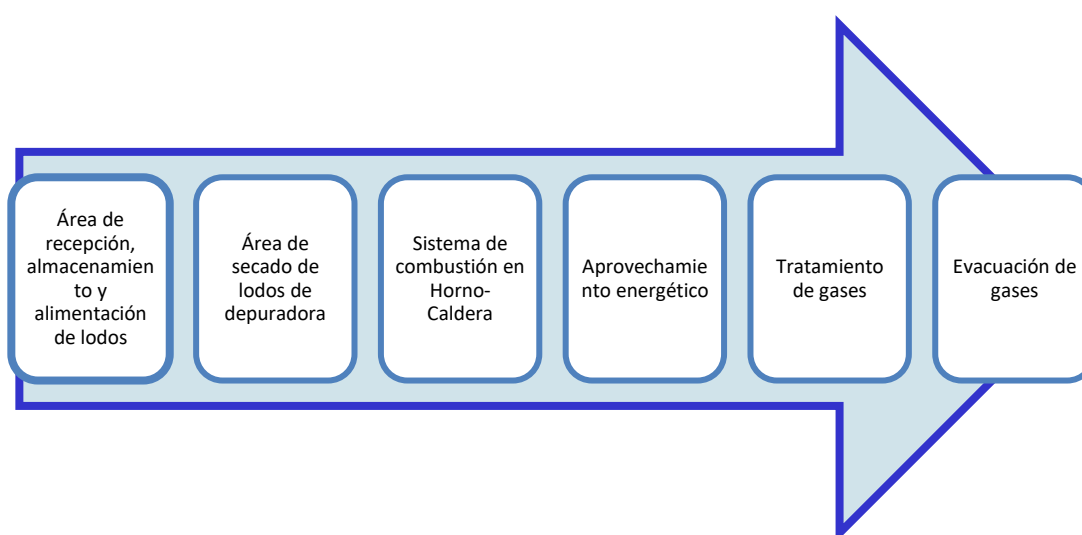 Área de
recepción,
almacenamien
to y
alimentación
de lodos
Área de
secado de
lodos de
depuradora
Sistema de
combustión en
Horno-
Caldera
Aprovechamie
nto energético
Tratamiento
de gases
Evacuación de
gases